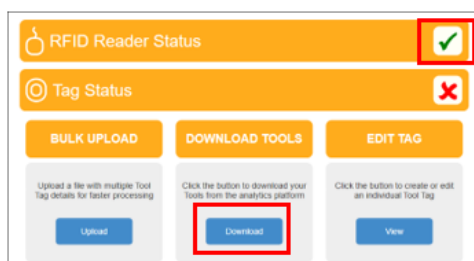 RFID Reader Status
Tag Status
BULK UPLOAD
DOWNLOAD TOOLS
EDIT TAG
Upload a file with multiple Tool
Tag details for faster processing
Upload
Click the button to download your
Tools from the analytics platform
Download
Click the button to create or edit
an individual Tool Tag
View